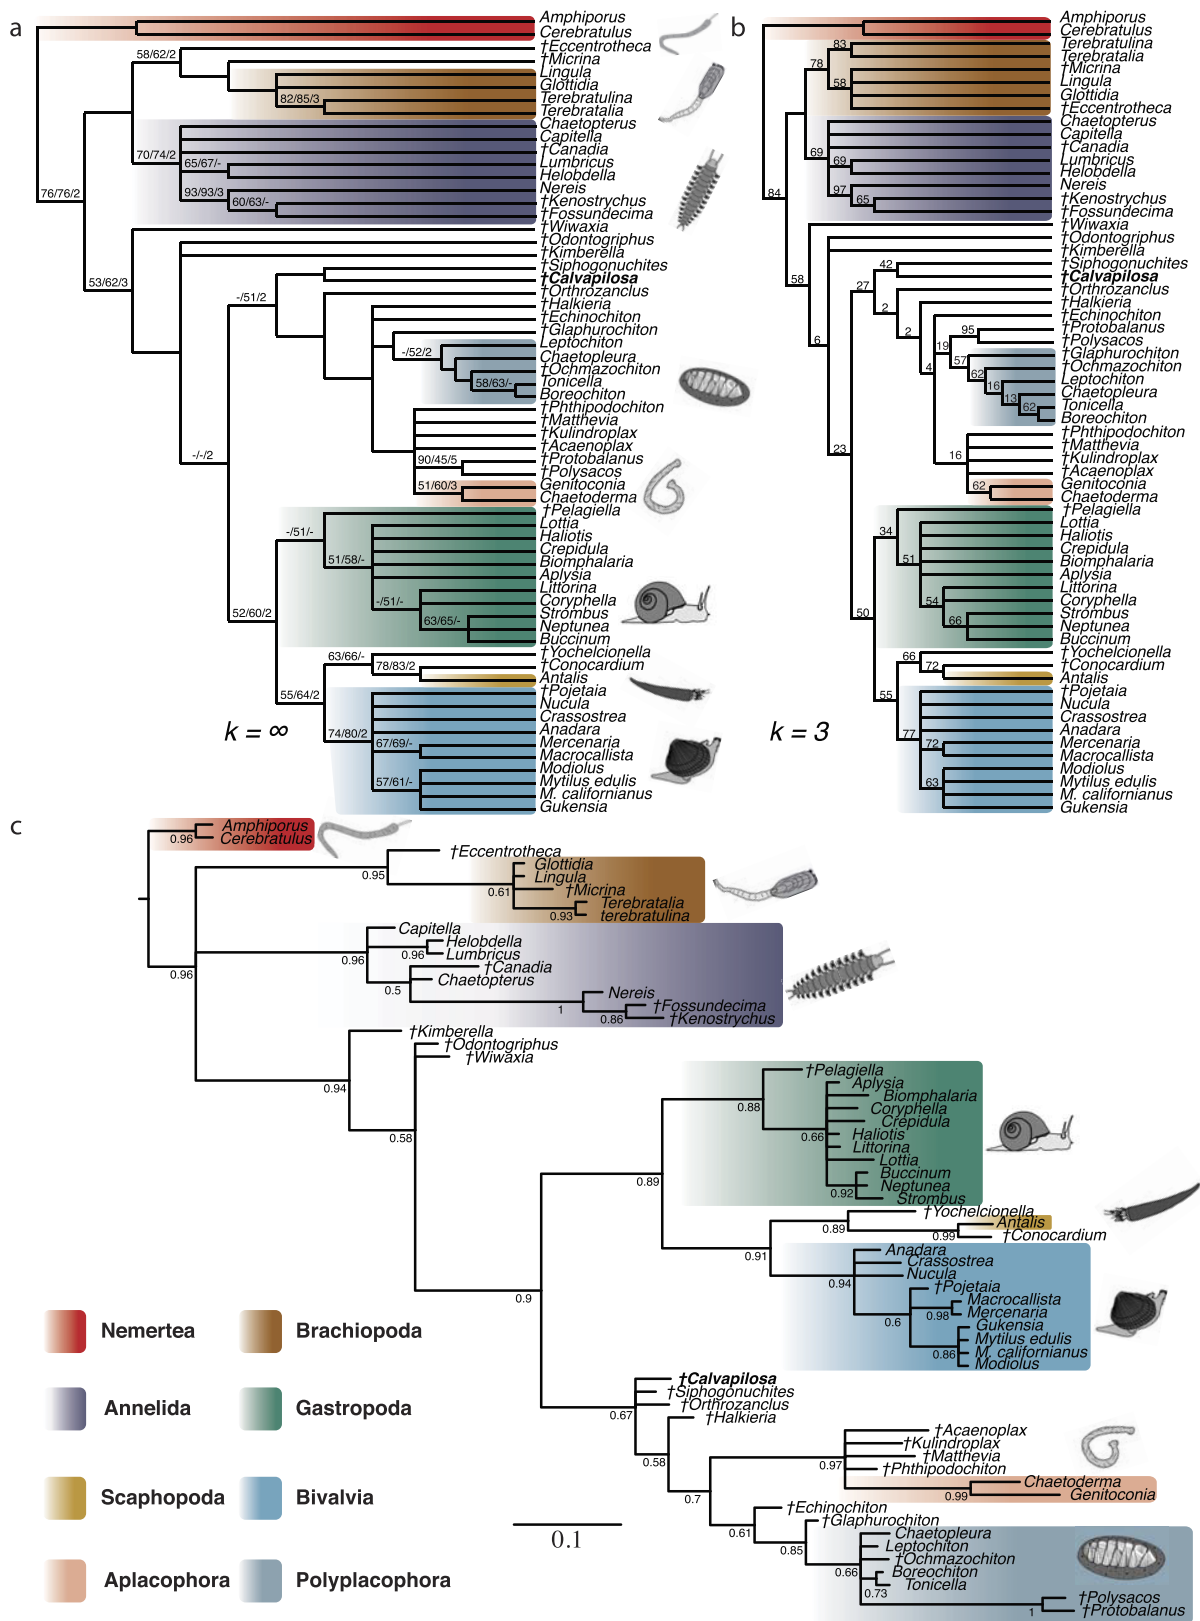 a
Amphiporus
Cerebratulus
†Eccentrotheca
58/62/2
†Micrina
Lingula
Glottidia
82/85/3
Terebratulina
Terebratalia
Chaetopterus
Capitella
†Canadia
70/74/2
65/67/-
Lumbricus
Helobdella
76/76/2
93/93/3
Nereis
60/63/-
†Kenostrychus
†Fossundecima
†Wiwaxia
†Odontogriphus
†Kimberella
53/62/3
†Siphogonuchites
†Calvapilosa
-/51/2
†Orthrozanclus
†Halkieria
†Echinochiton
†Glaphurochiton
-/52/2
Leptochiton
Chaetopleura
†Ochmazochiton
58/63/-
Tonicella
Boreochiton
†Phthipodochiton
†Matthevia
†Kulindroplax
†Acaenoplax
-/-/2
90/45/5
†Protobalanus
†Polysacos
51/60/3
Genitoconia
Chaetoderma
†Pelagiella
-/51/-
Lottia
Haliotis
Crepidula
51/58/-
Biomphalaria
Aplysia
Littorina
-/51/-
Coryphella
52/60/2
63/65/-
Strombus
Neptunea
Buccinum
63/66/-
†Yochelcionella
78/83/2
†Conocardium
Antalis
55/64/2
†Pojetaia
Nucula
Crassostrea
k = ∞
74/80/2
Anadara
67/69/-
Mercenaria
Macrocallista
Modiolus
57/61/-
Mytilus edulis
M. californianus
Gukensia
b
Amphiporus
Cerebratulus
83
Terebratulina
Terebratalia
78
†Micrina
58
Lingula
Glottidia
†Eccentrotheca
Chaetopterus
Capitella
69
†Canadia
69
Lumbricus
Helobdella
84
97
Nereis
65
†Kenostrychus
†Fossundecima
†Wiwaxia
†Odontogriphus
†Kimberella
58
42
†Siphogonuchites
†Calvapilosa
27
†Orthrozanclus
2
†Halkieria
†Echinochiton
6
2
95
†Protobalanus
†Polysacos
19
†Glaphurochiton
4
57
†Ochmazochiton
62
Leptochiton
16
Chaetopleura
13
62
Tonicella
Boreochiton
†Phthipodochiton
†Matthevia
23
16
†Kulindroplax
†Acaenoplax
62
Genitoconia
Chaetoderma
†Pelagiella
34
Lottia
Haliotis
Crepidula
51
Biomphalaria
Aplysia
Littorina
54
Coryphella
50
66
Strombus
Neptunea
Buccinum
66
†Yochelcionella
72
†Conocardium
Antalis
55
†Pojetaia
Nucula
Crassostrea
k = 3
77
Anadara
72
Mercenaria
Macrocallista
Modiolus
63
Mytilus edulis
M. californianus
Gukensia
c
Amphiporus
0.96
Cerebratulus
†Eccentrotheca
0.95
Glottidia
Lingula
0.61
†Micrina
Terebratalia
0.93
terebratulina
Capitella
Helobdella
0.96
0.96
Lumbricus
0.96
†Canadia
Chaetopterus
0.5
Nereis
1
†Fossundecima
0.86
†Kenostrychus
†Kimberella
†Odontogriphus
†Wiwaxia
0.94
0.58
†Pelagiella
Aplysia
Biomphalaria
0.88
Coryphella
Crepidula
0.66
Haliotis
Littorina
Lottia
0.89
Buccinum
Neptunea
0.92
Strombus
†Yochelcionella
0.89
Antalis
0.99
†Conocardium
0.91
Anadara
Crassostrea
0.94
Nucula
†Pojetaia
Macrocallista
0.98
Mercenaria
0.6
Gukensia
Mytilus edulis
0.86
M. californianus
Modiolus
0.9
†Calvapilosa
†Siphogonuchites
0.67
†Orthrozanclus
†Halkieria
0.58
†Acaenoplax
†Kulindroplax
†Matthevia
0.97
†Phthipodochiton
Chaetoderma
0.99
Genitoconia
0.7
†Echinochiton
†Glaphurochiton
0.61
Chaetopleura
0.85
Leptochiton
†Ochmazochiton
0.66
Boreochiton
0.73
Tonicella
†Polysacos
1
†Protobalanus
0.1
Nemertea
Brachiopoda
Annelida
Gastropoda
Scaphopoda
Bivalvia
Aplacophora
Polyplacophora